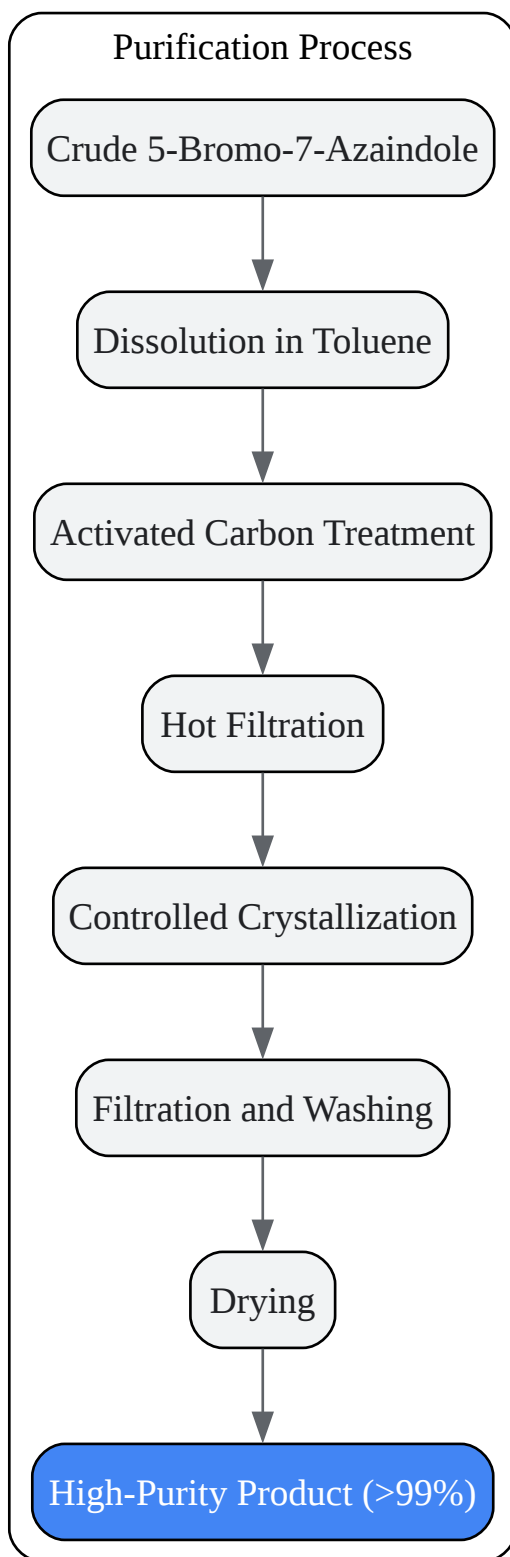 Purification Process
Crude 5-Bromo-7-Azaindole
Dissolution in Toluene
Activated Carbon Treatment
Hot Filtration
Controlled Crystallization
Filtration and Washing
Drying
High-Purity Product (>99%)